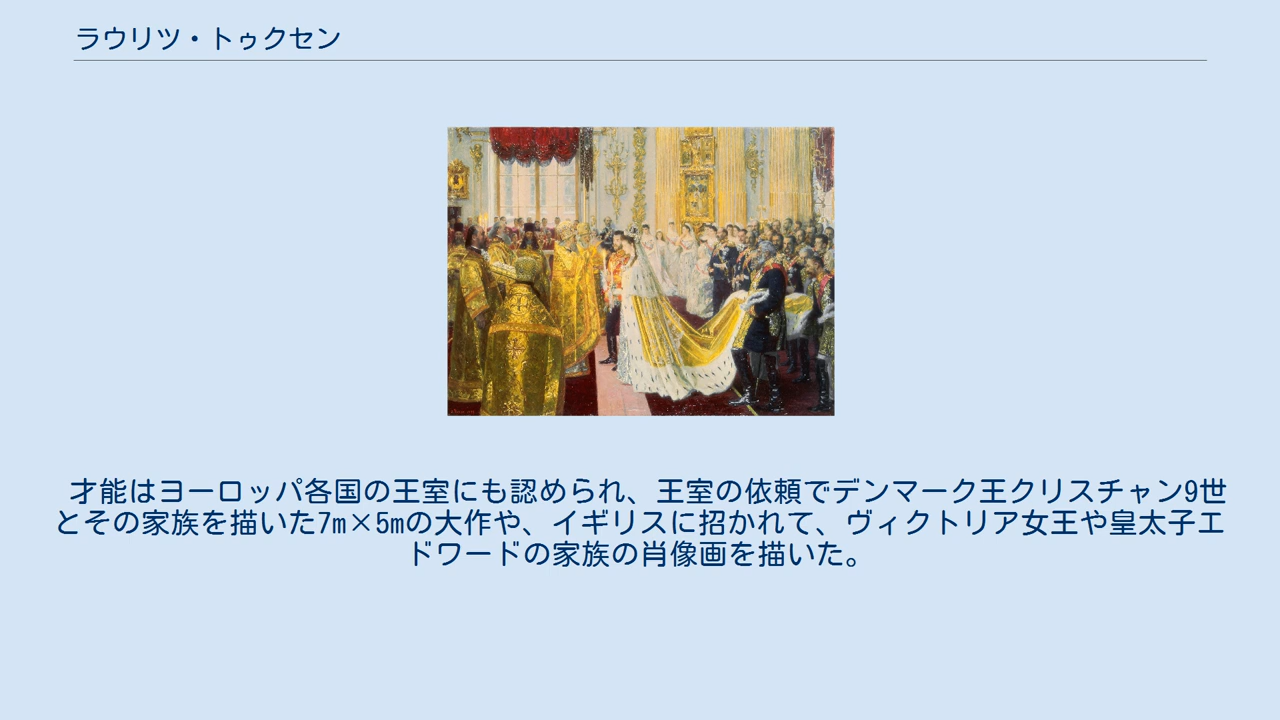 ラウリツ・トゥクセン
才能はヨーロッパ各国の王室にも認められ、王室の依頼でデンマーク王クリスチャン9世
とその家族を描いた7m×5mの大作や、イギリスに招かれて、ヴィクトリア女王や皇太子エ
ドワードの家族の肖像画を描いた。